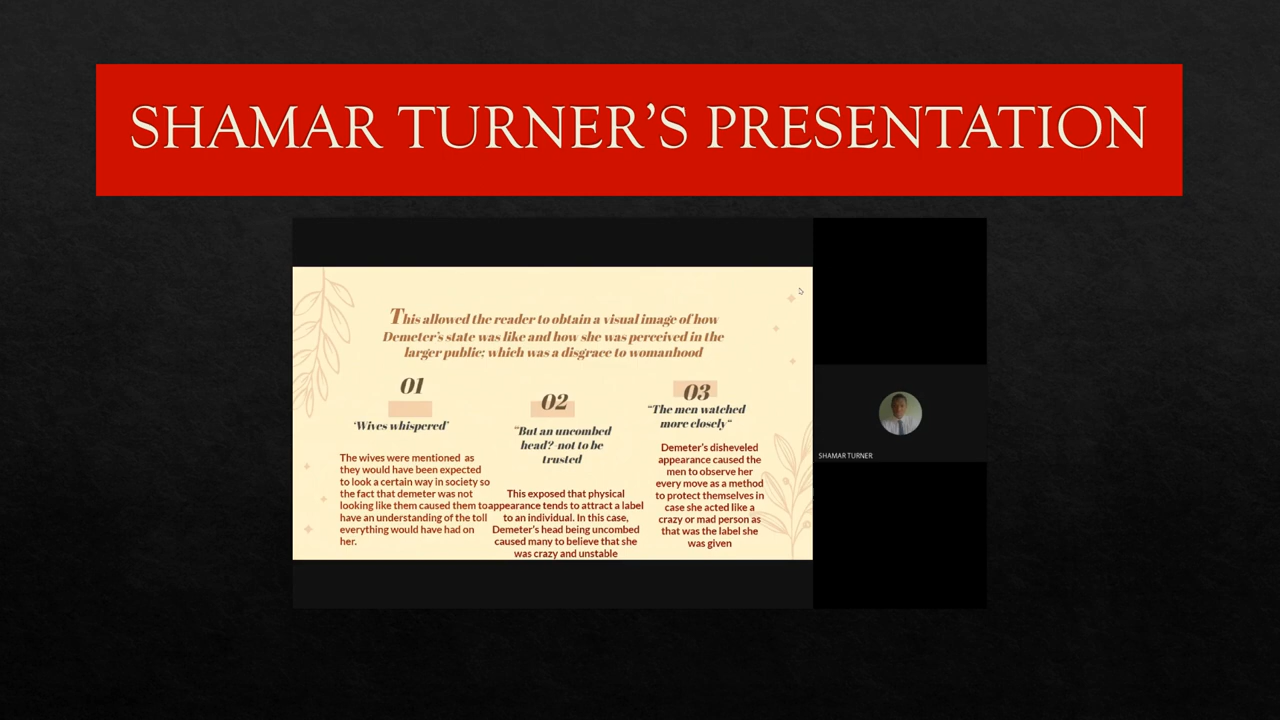 SHAMAR TURNER’S PRESENTATION
This allowed the reader to obtain a visual image of how
Demeter's state was like and how she was perceived in the
larger public: which was a disgrace to womanhood
01
‘Wives whispered’
The wives were mentioned as
they would have been expected
to look a certain way in society so
the fact that demeter was not
looking like them caused them to
have an understanding of the toll
everything would have had on
her.
02
“But an uncombed
head?-not to be
trusted
This exposed that physical
appearance tends to attract a label
to an individual. In this case,
Demeter's head being uncombed
caused many to believe that she
was crazy and unstable
03
“The men watched
more closely”
Demeter's disheveled
appearance caused the
men to observe her
every move as a method
to protect themselves in
case she acted like a
crazy or mad person as
that was the label she
was given
SHAMAR TURNER